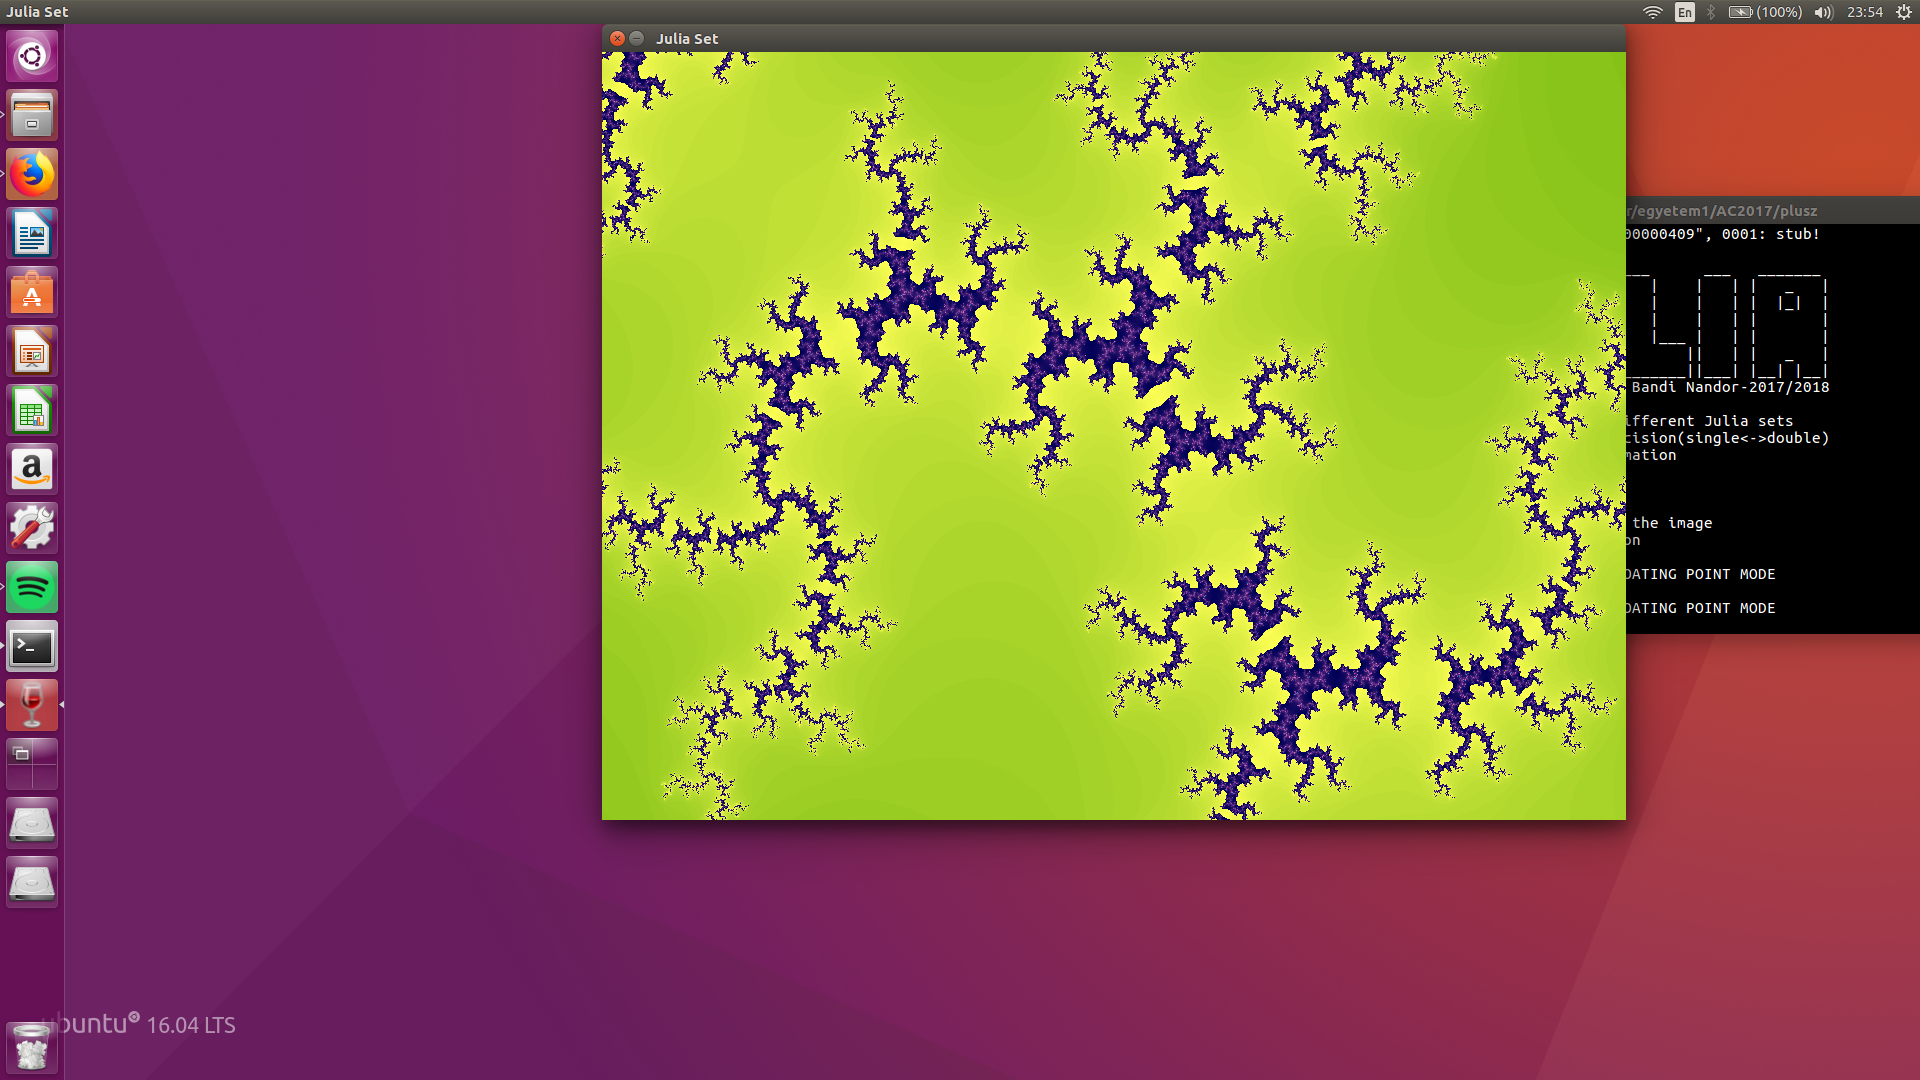 Julia Set
En
(100%)
23:54
Julia Set
r/egyetem1/AC2017/plusz
00000409", 0001: stub!
Bandi Nandor-2017/2018
ifferent Julia sets
cision(single<->double)
mation
the image
on
OATING POINT MODE
OATING POINT MODE
ubuntu 16.04 LTS